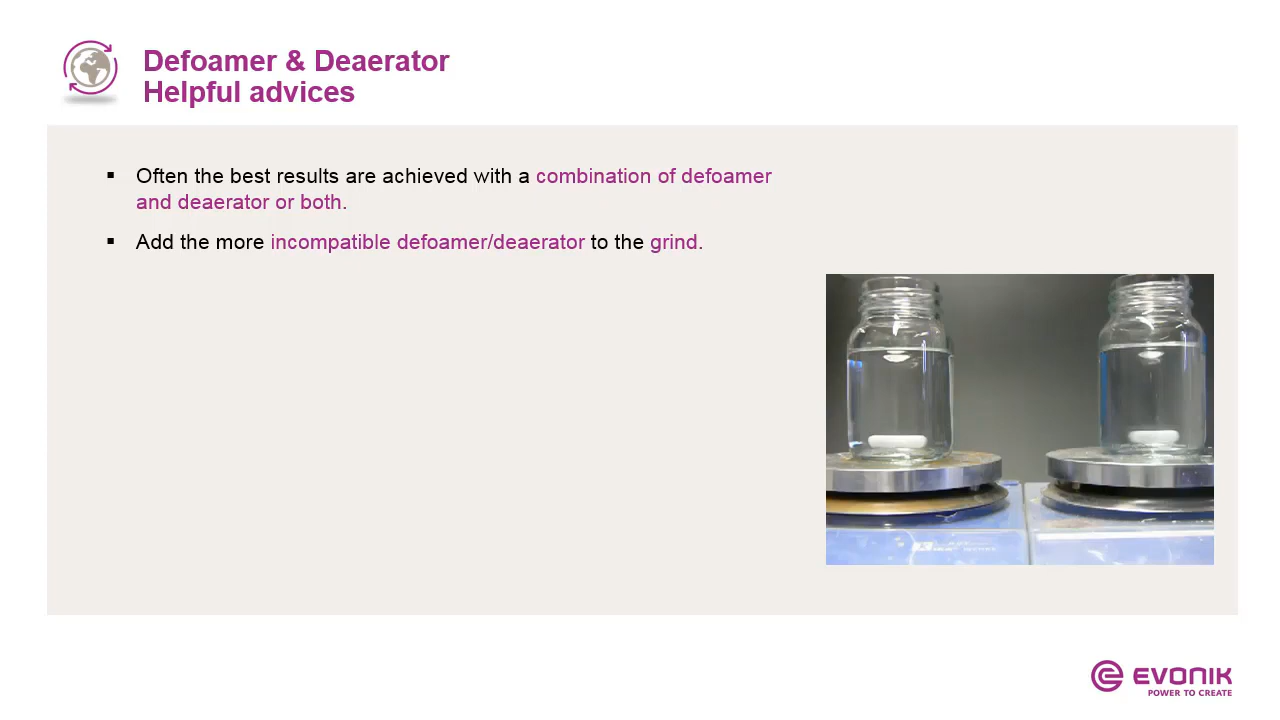 Defoamer & Deaerator
Helpful advices
▪ Often the best results are achieved with a combination of defoamer
and deaerator or both.
▪ Add the more incompatible defoamer/deaerator to the grind.
EVONIK
POWER TO CREATE